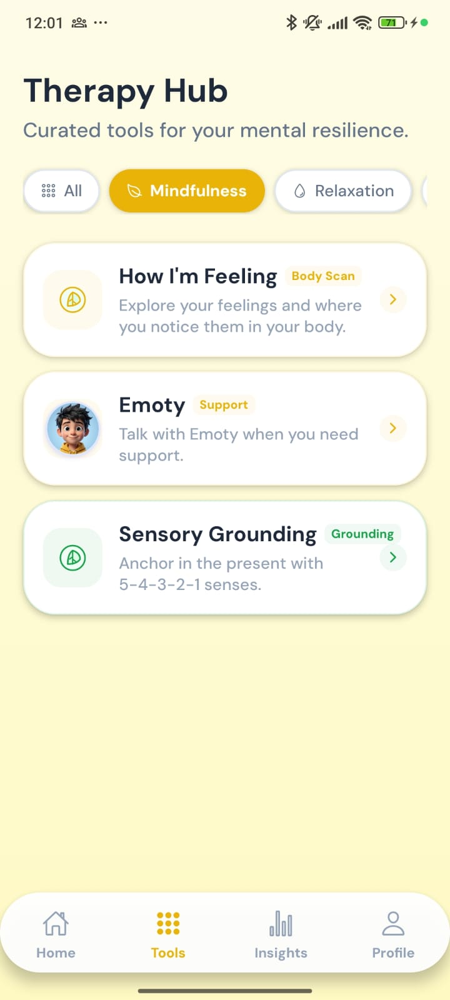 12:01
71
Therapy Hub
Curated tools for your mental resilience.
All
Mindfulness
Relaxation
How I'm Feeling
Body Scan
Explore your feelings and where
you notice them in your body.
Emoty
Support
Talk with Emoty when you need
support.
Sensory Grounding
Grounding
Anchor in the present with
5-4-3-2-1 senses.
Home
Tools
Insights
Profile